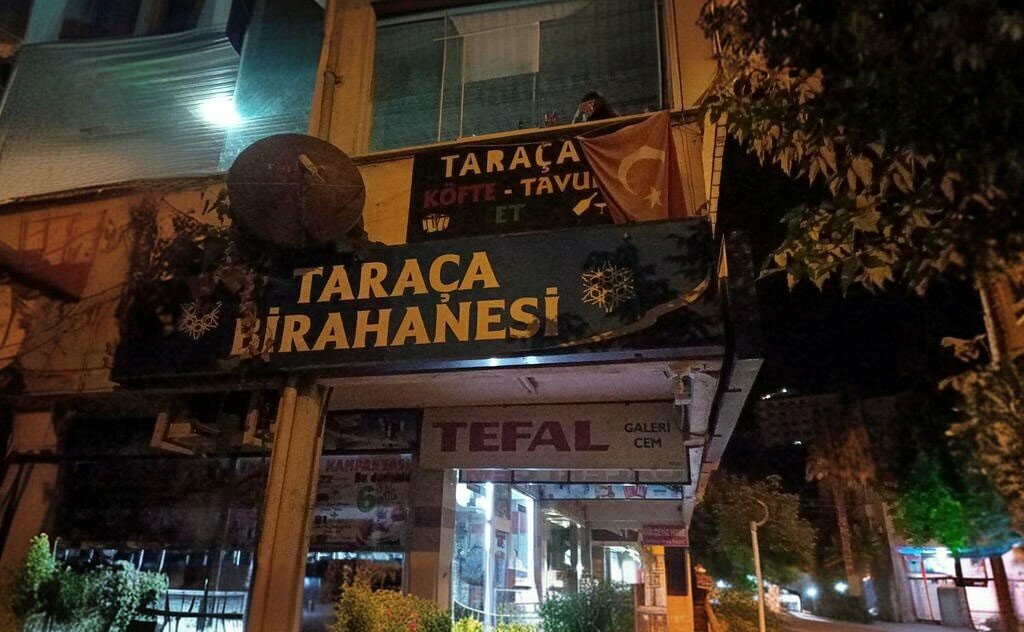 TARAÇA
KÖFTE - TAVU
ET
TARAÇA
BİRAHANESİ
TEFAL
GALERİ
CEM
KAMPANYASI